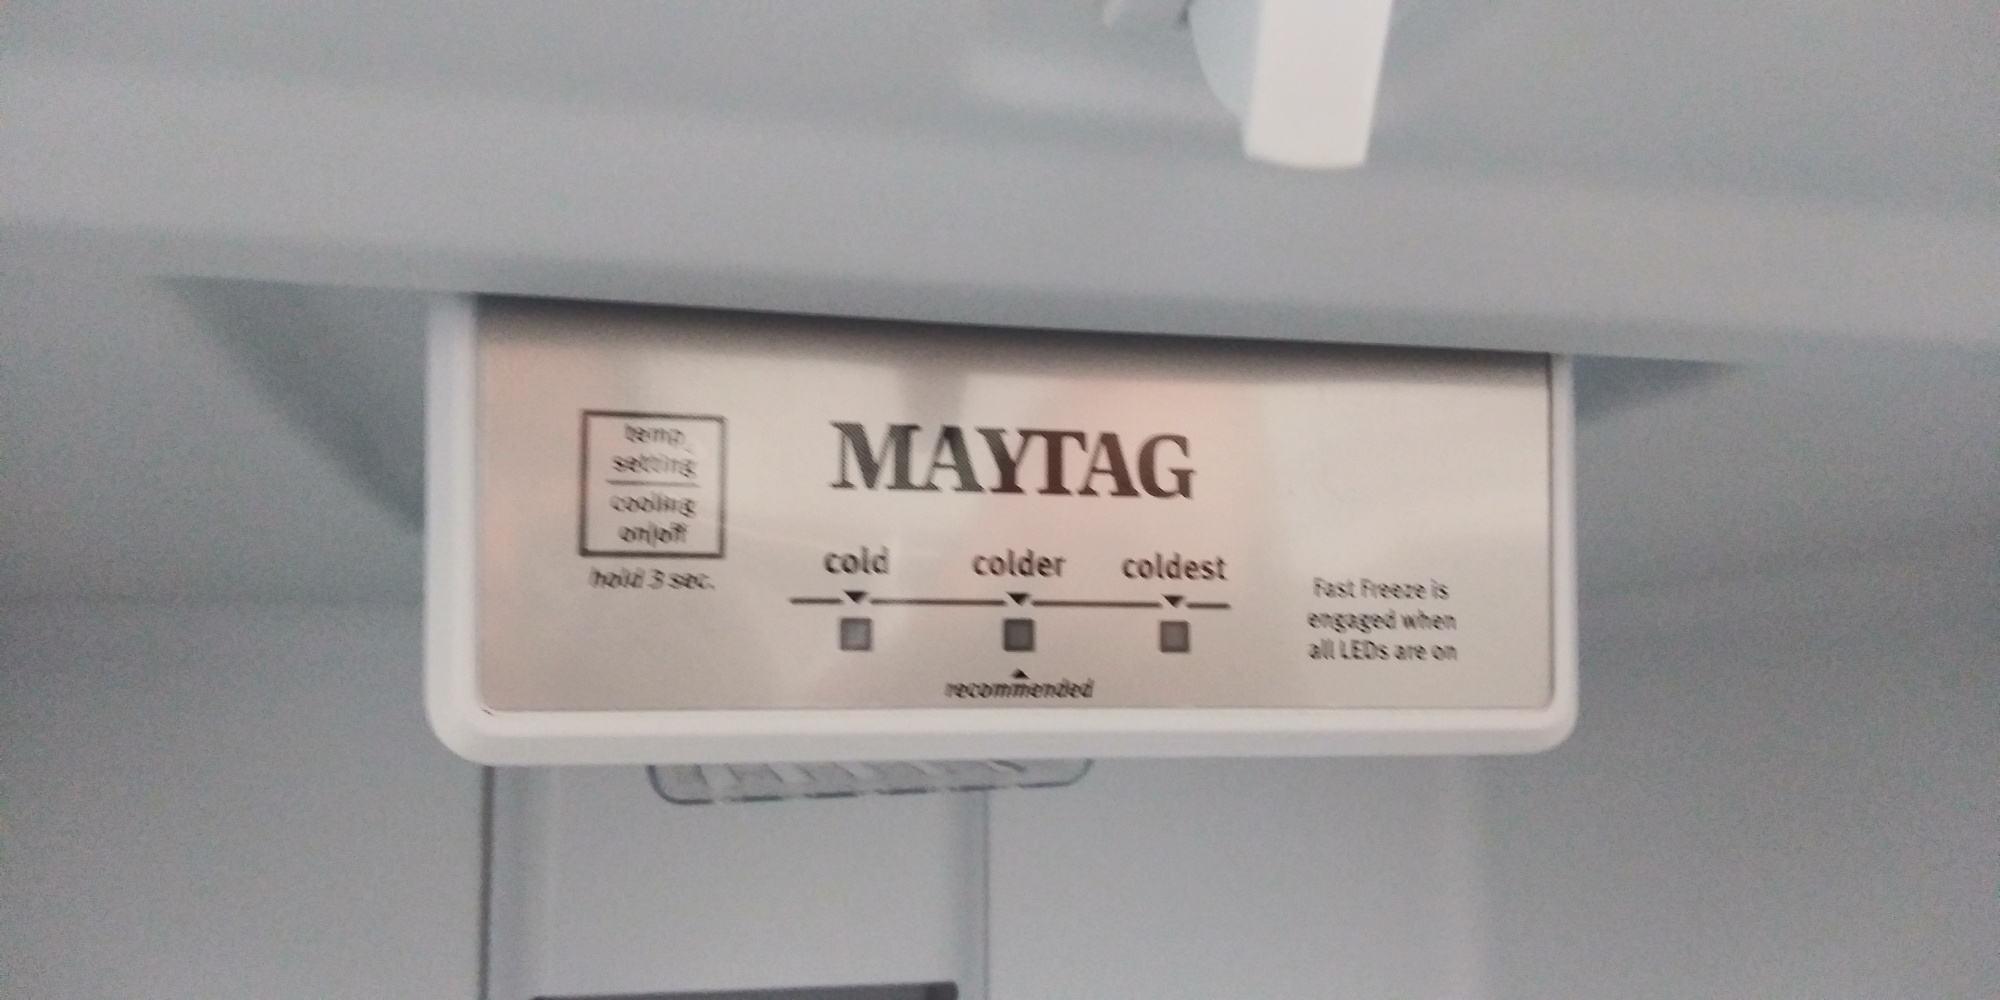 temp.
setting
cooling
on/off
hold 3 sec.
MAYTAG
cold colder coldest
recommended
Fast Freeze is
engaged when
all LEDs are on